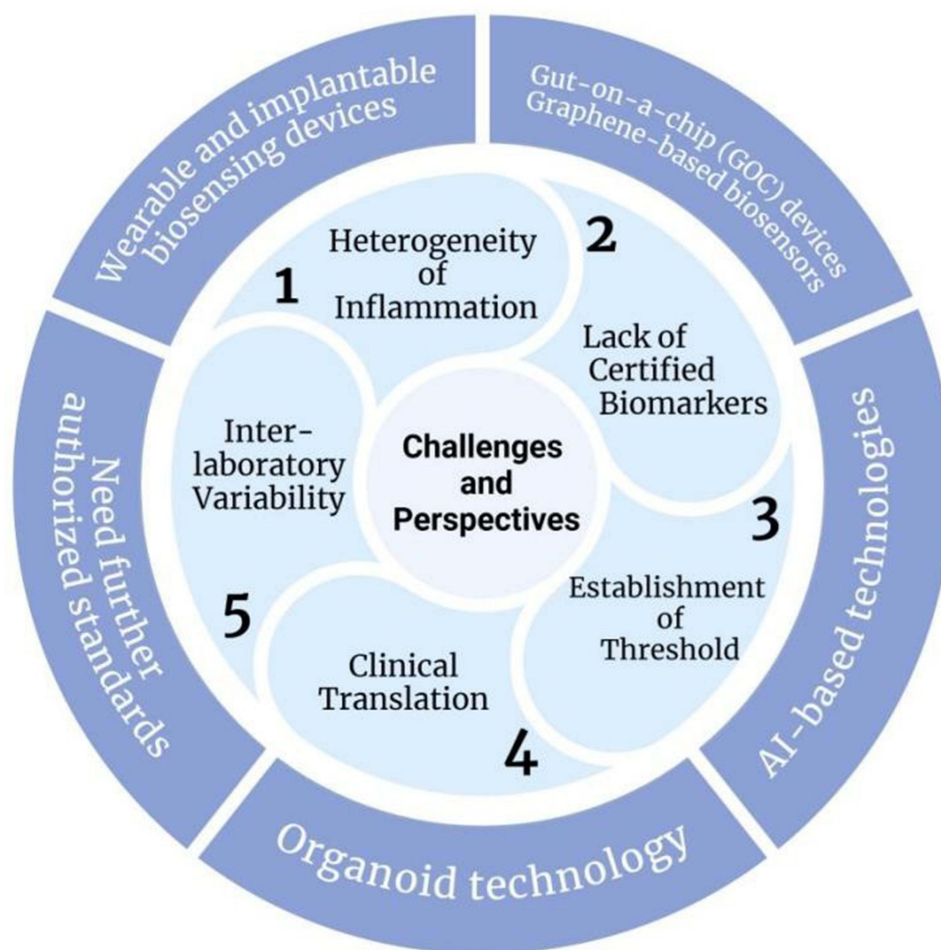 Wearable and implantable
biosensing devices
Gut-on-a-chip (GOC) devices
Graphene-based biosensors
AI-based technologies
Organoid technology
Need further
authorized standards
1
Heterogeneity
of
Inflammation
2
Lack of
Certified
Biomarkers
3
Establishment
of
Threshold
4
Clinical
Translation
5
Inter-
laboratory
Variability
Challenges
and
Perspectives